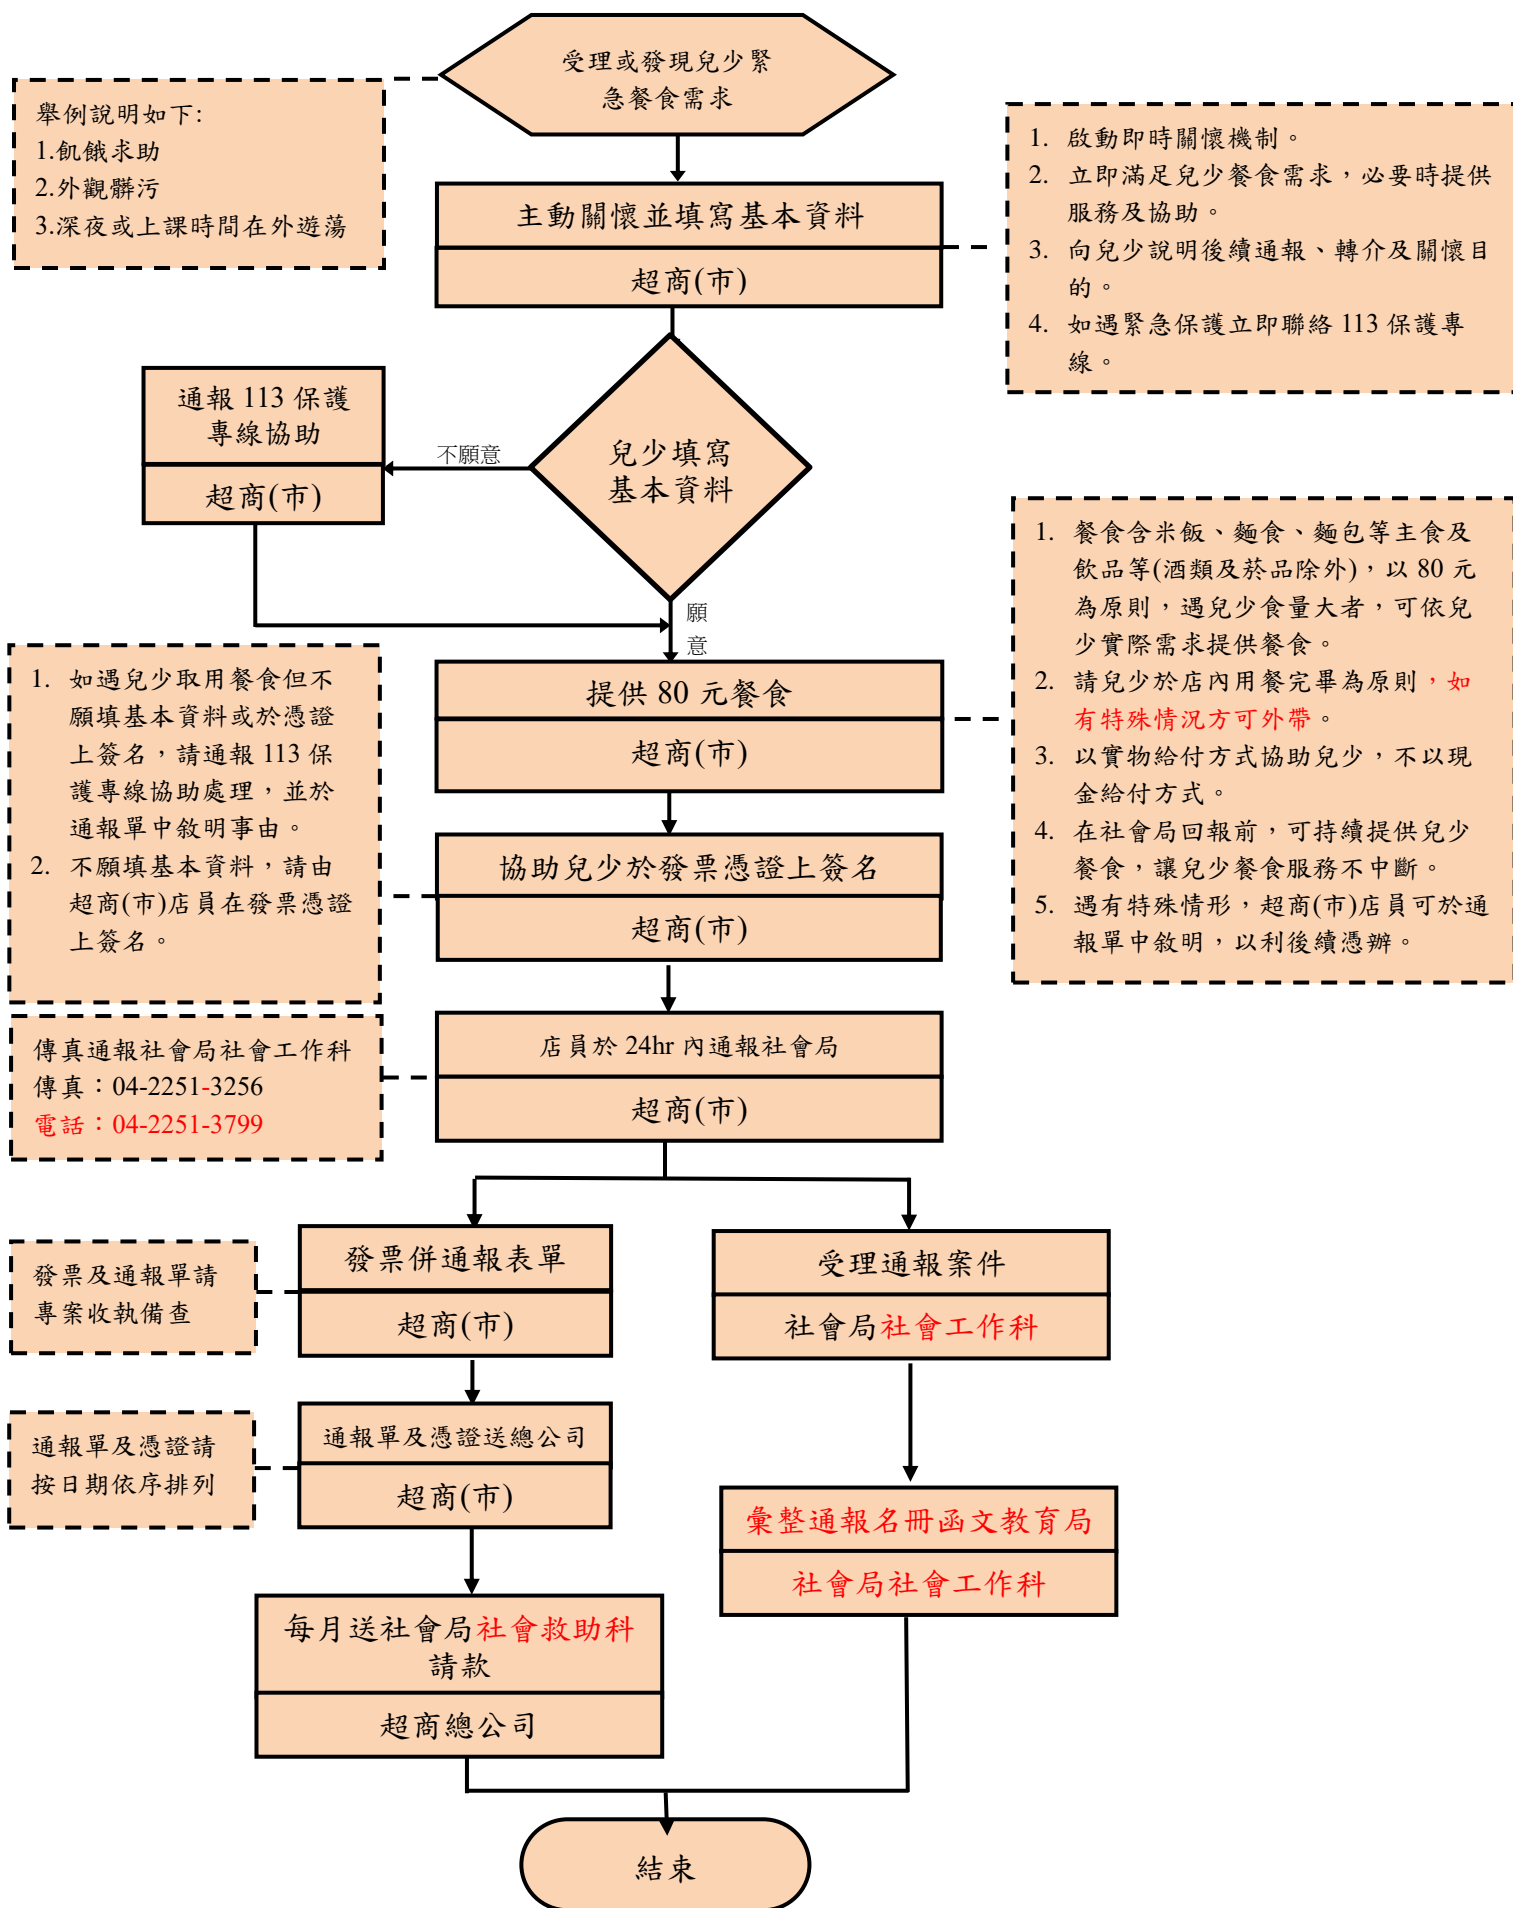 受理或發現兒少緊
急餐食需求
舉例說明如下:
1.飢餓求助
2.外觀髒污
3.深夜或上課時間在外遊蕩
主動關懷並填寫基本資料
超商(市)
1. 啟動即時關懷機制。
2. 立即滿足兒少餐食需求，必要時提供
服務及協助。
3. 向兒少說明後續通報、轉介及關懷目
的。
4. 如遇緊急保護立即聯絡 113 保護專
線。
兒少填寫
基本資料
不願意
通報 113 保護
專線協助
超商(市)
願
意
提供 80 元餐食
超商(市)
1. 餐食含米飯、麵食、麵包等主食及
飲品等(酒類及菸品除外)，以 80 元
為原則，遇兒少食量大者，可依兒
少實際需求提供餐食。
2. 請兒少於店內用餐完畢為原則，如
有特殊情況方可外帶。
3. 以實物給付方式協助兒少，不以現
金給付方式。
4. 在社會局回報前，可持續提供兒少
餐食，讓兒少餐食服務不中斷。
5. 遇有特殊情形，超商(市)店員可於通
報單中敘明，以利後續憑辦。
1. 如遇兒少取用餐食但不
願填基本資料或於憑證
上簽名，請通報 113 保
護專線協助處理，並於
通報單中敘明事由。
2. 不願填基本資料，請由
超商(市)店員在發票憑證
上簽名。
協助兒少於發票憑證上簽名
超商(市)
店員於 24hr 內通報社會局
超商(市)
傳真通報社會局社會工作科
傳真：04-2251-3256
電話：04-2251-3799
發票併通報表單
超商(市)
發票及通報單請
專案收執備查
通報單及憑證送總公司
超商(市)
通報單及憑證請
按日期依序排列
每月送社會局社會救助科
請款
超商總公司
受理通報案件
社會局社會工作科
彙整通報名冊函文教育局
社會局社會工作科
結束